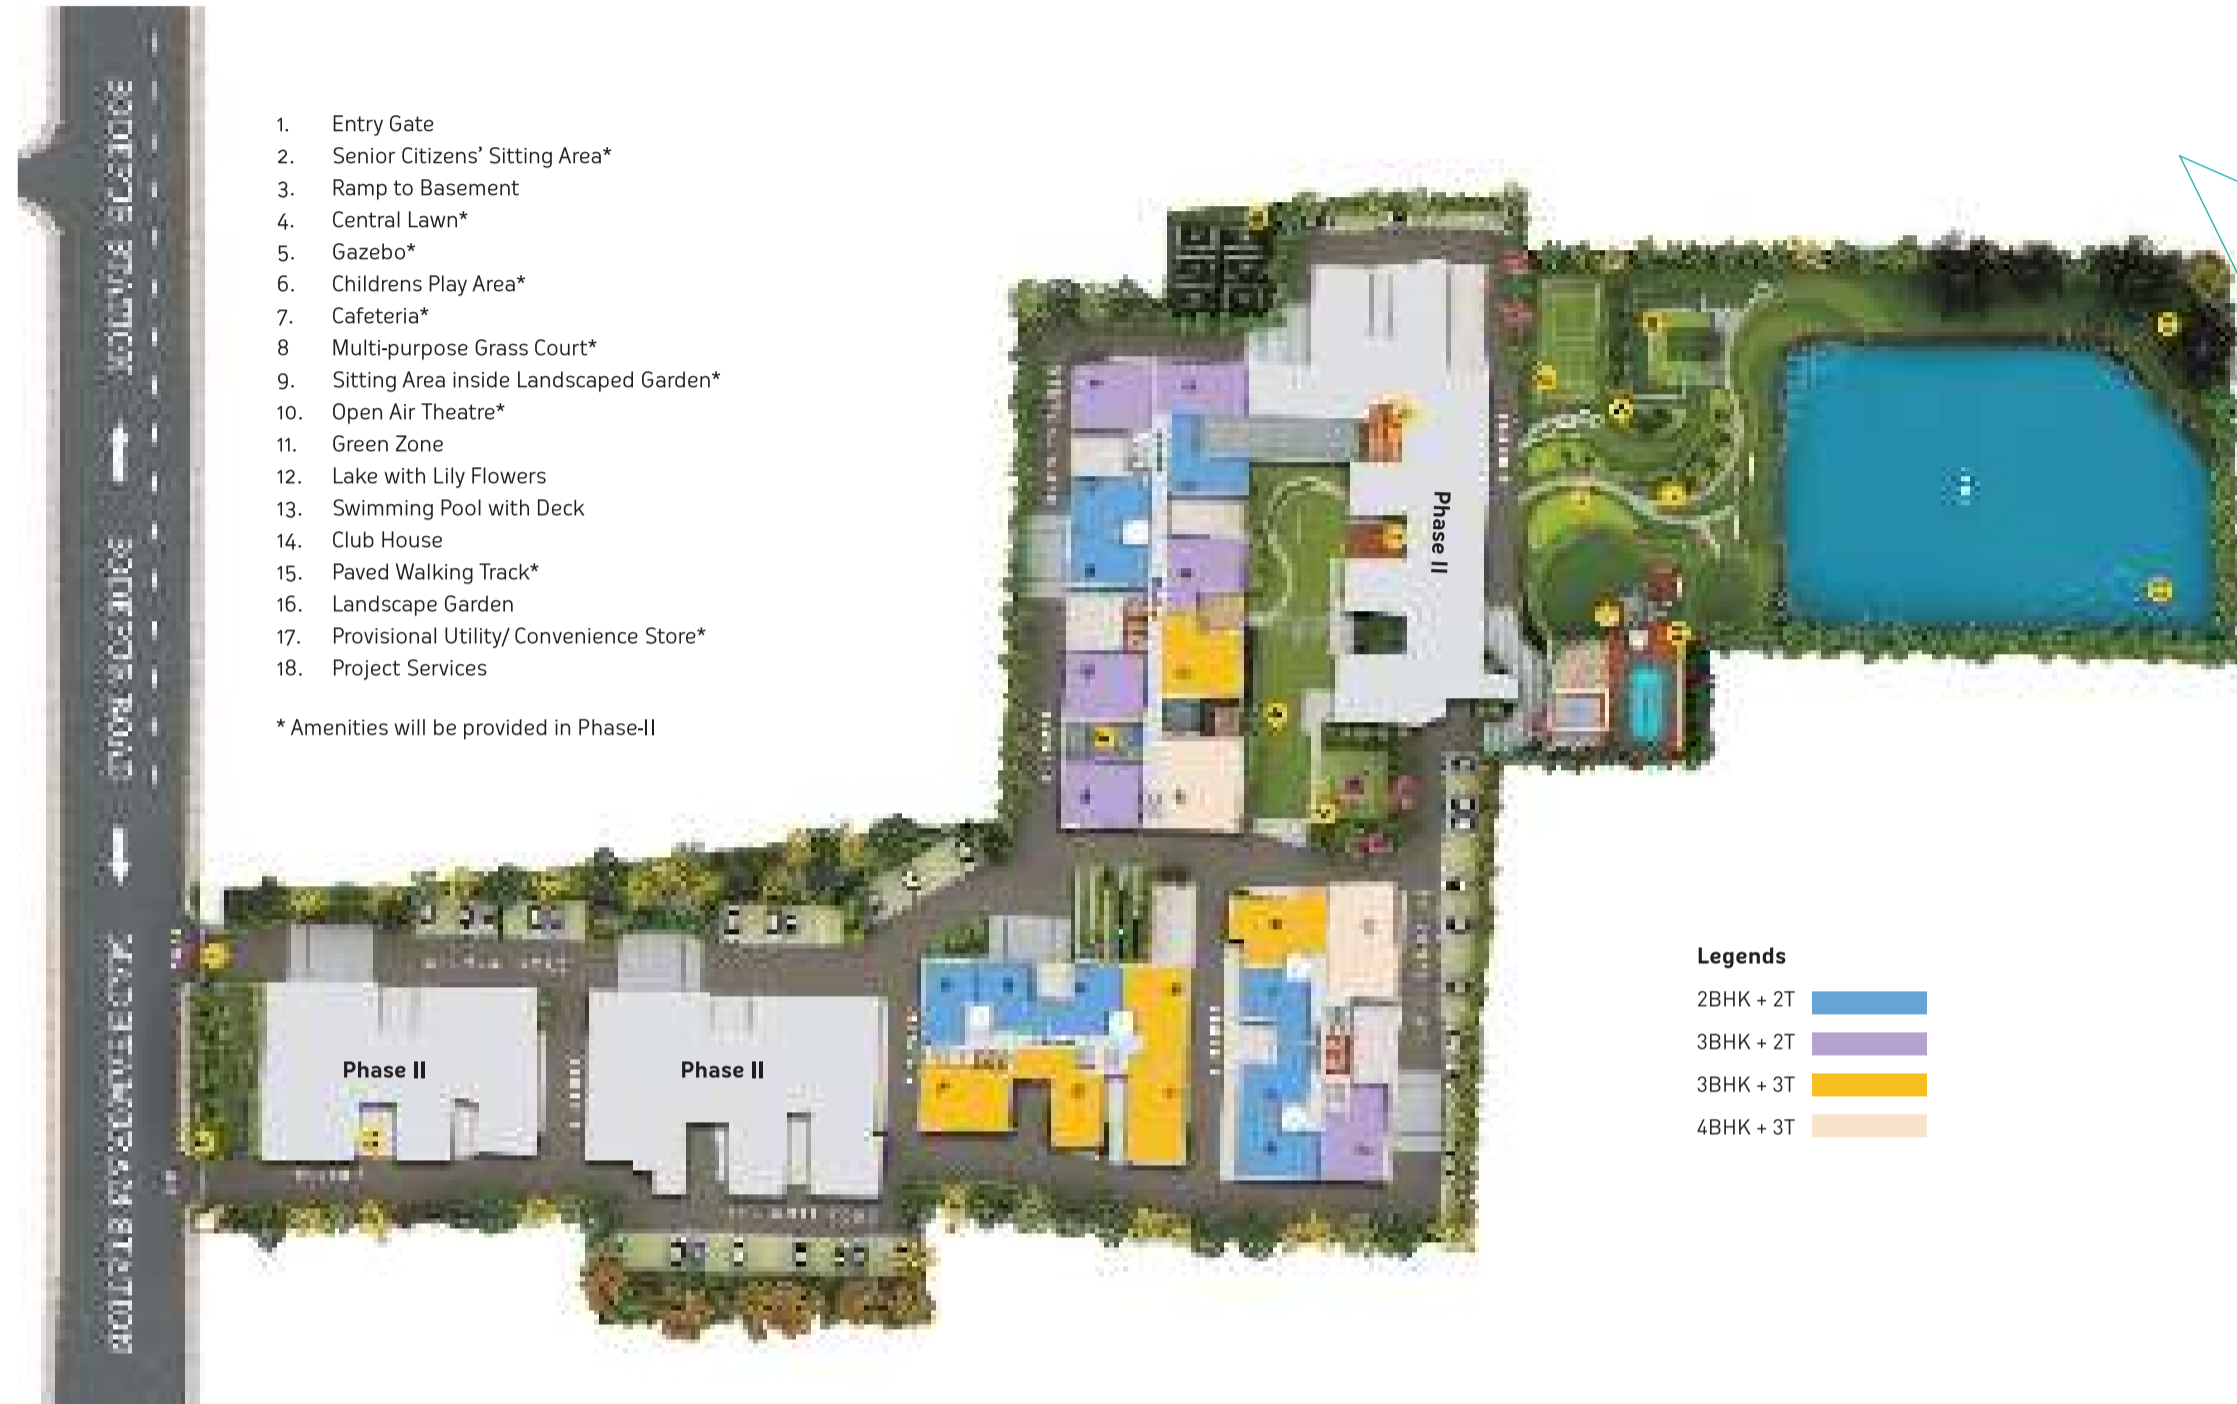 1. Entry Gate
2. Senior Citizens’ Sitting Area*
3. Ramp to Basement
4. Central Lawn*
5. Gazebo*
6. Childrens Play Area*
7. Cafeteria*
8 Multi-purpose Grass Court*
9. Sitting Area inside Landscaped Garden*
10. Open Air Theatre*
11. Green Zone
12. Lake with Lily Flowers
13. Swimming Pool with Deck
14. Club House
15. Paved Walking Track*
16. Landscape Garden
17. Provisional Utility/ Convenience Store*
18. Project Services
* Amenities will be provided in Phase-II
Phase II
Phase II
Phase II
Legends
2BHK + 2T
3BHK + 2T
3BHK + 3T
4BHK + 3T